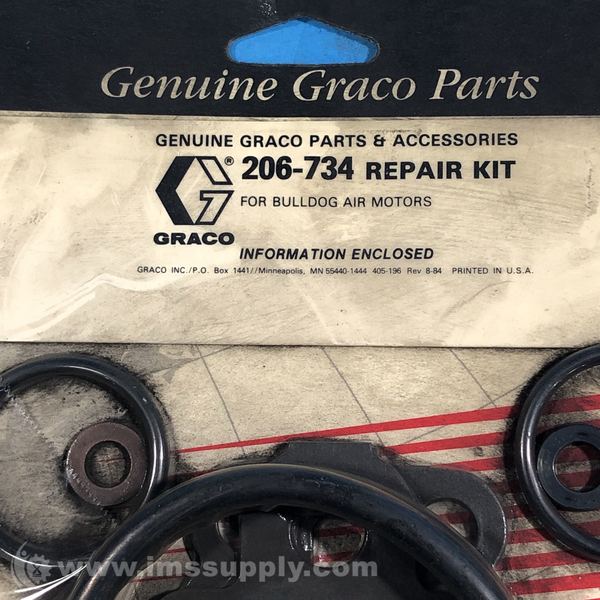 Genuine Graco Parts
GENUINE GRACO PARTS & ACCESSORIES
® 206-734 REPAIR KIT
FOR BULLDOG AIR MOTORS
GRACO
INFORMATION ENCLOSED
GRACO INC./P.O. Box 1441//Minneapolis, MN 55440-1444 405-196 Rev 8-84 PRINTED IN U.S.A.
www.imssupply.com